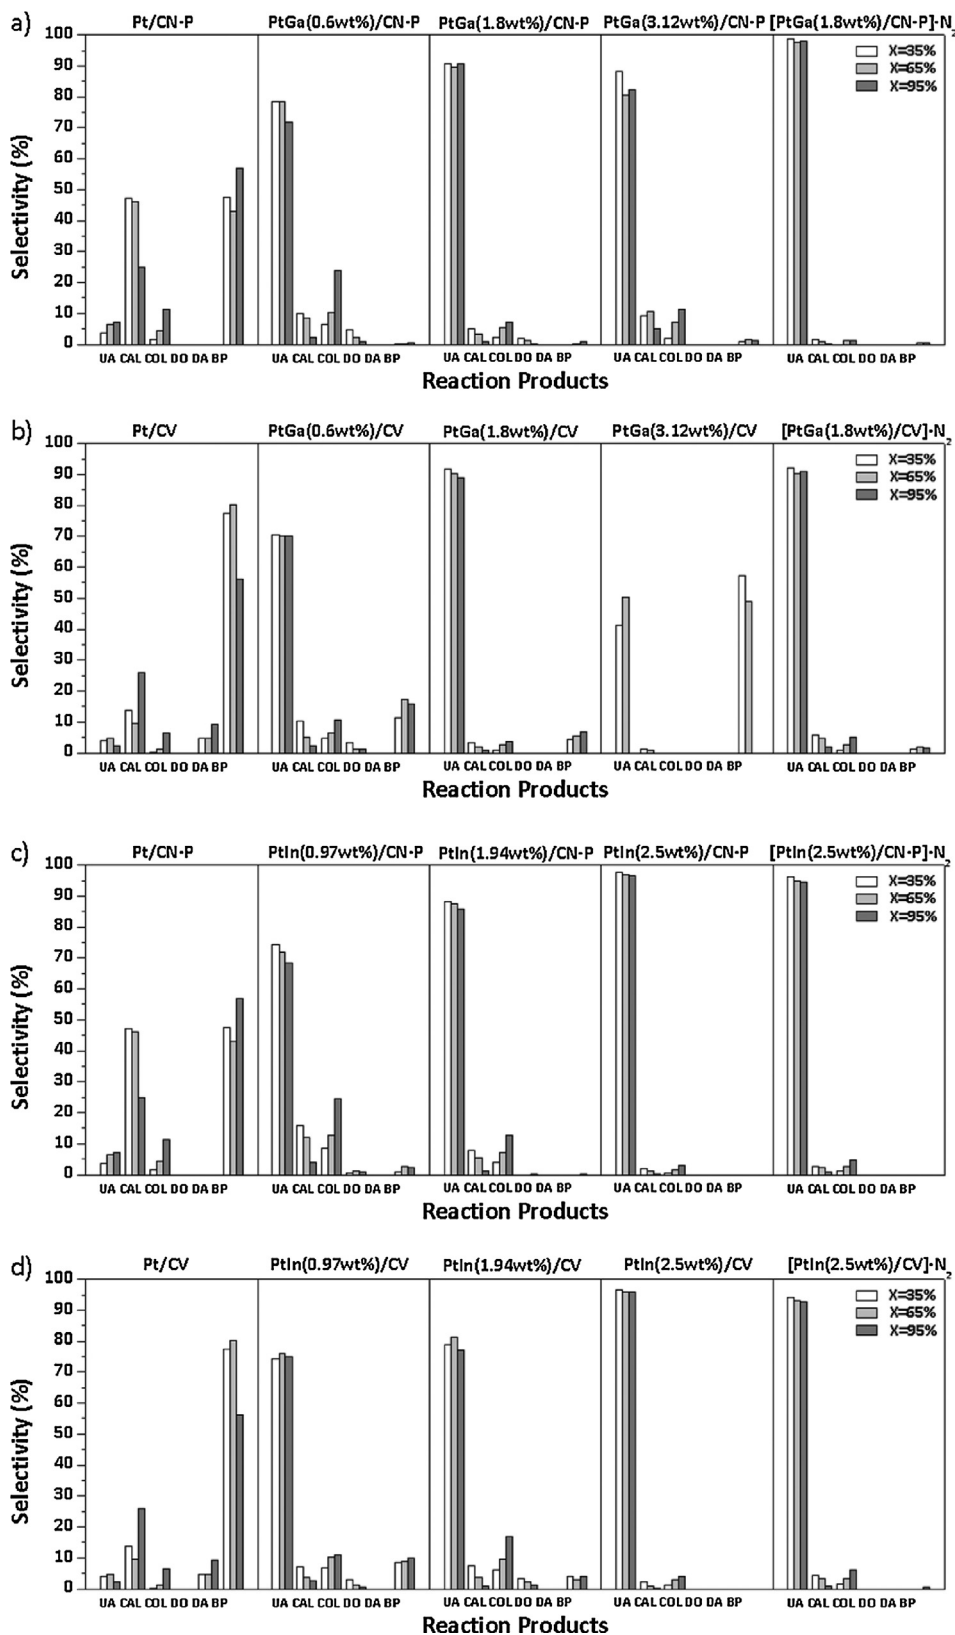 a)
Pt/CN-P PtGa(0.6wt%)/CN-P PtGa(1.8wt%)/CN-P PtGa(3.12wt%)/CN-P [PtGa(1.8wt%)/CN-P]-N2
100
90
80
70
60
50
40
30
20
10
0
Selectivity (%)
X=35%
X=65%
X=95%
UA CAL COL DO DA BP UA CAL COL DO DA BP UA CAL COL DO DA BP UA CAL COL DO DA BP UA CAL COL DO DA BP
Reaction Products
b)
Pt/CV PtGa(0.6wt%)/CV PtGa(1.8wt%)/CV PtGa(3.12wt%)/CV [PtGa(1.8wt%)/CV]-N2
100
90
80
70
60
50
40
30
20
10
0
Selectivity (%)
X=35%
X=65%
X=95%
UA CAL COL DO DA BP UA CAL COL DO DA BP UA CAL COL DO DA BP UA CAL COL DO DA BP UA CAL COL DO DA BP
Reaction Products
c)
Pt/CN-P PtIn(0.97wt%)/CN-P PtIn(1.94wt%)/CN-P PtIn(2.5wt%)/CN-P [PtIn(2.5wt%)/CN-P]-N2
100
90
80
70
60
50
40
30
20
10
0
Selectivity (%)
X=35%
X=65%
X=95%
UA CAL COL DO DA BP UA CAL COL DO DA BP UA CAL COL DO DA BP UA CAL COL DO DA BP UA CAL COL DO DA BP
Reaction Products
d)
Pt/CV PtIn(0.97wt%)/CV PtIn(1.94wt%)/CV PtIn(2.5wt%)/CV [PtIn(2.5wt%)/CV]-N2
100
90
80
70
60
50
40
30
20
10
0
Selectivity (%)
X=35%
X=65%
X=95%
UA CAL COL DO DA BP UA CAL COL DO DA BP UA CAL COL DO DA BP UA CAL COL DO DA BP UA CAL COL DO DA BP
Reaction Products